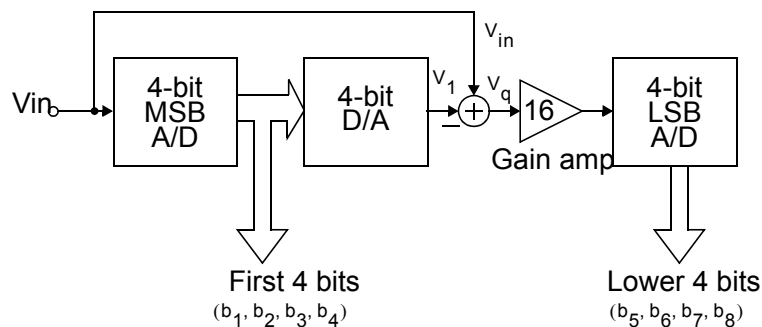 V_in
Vin
4-bit
MSB
A/D
4-bit
D/A
V_1
V_q
16
Gain amp
4-bit
LSB
A/D
First 4 bits
(b_1, b_2, b_3, b_4)
Lower 4 bits
(b_5, b_6, b_7, b_8)